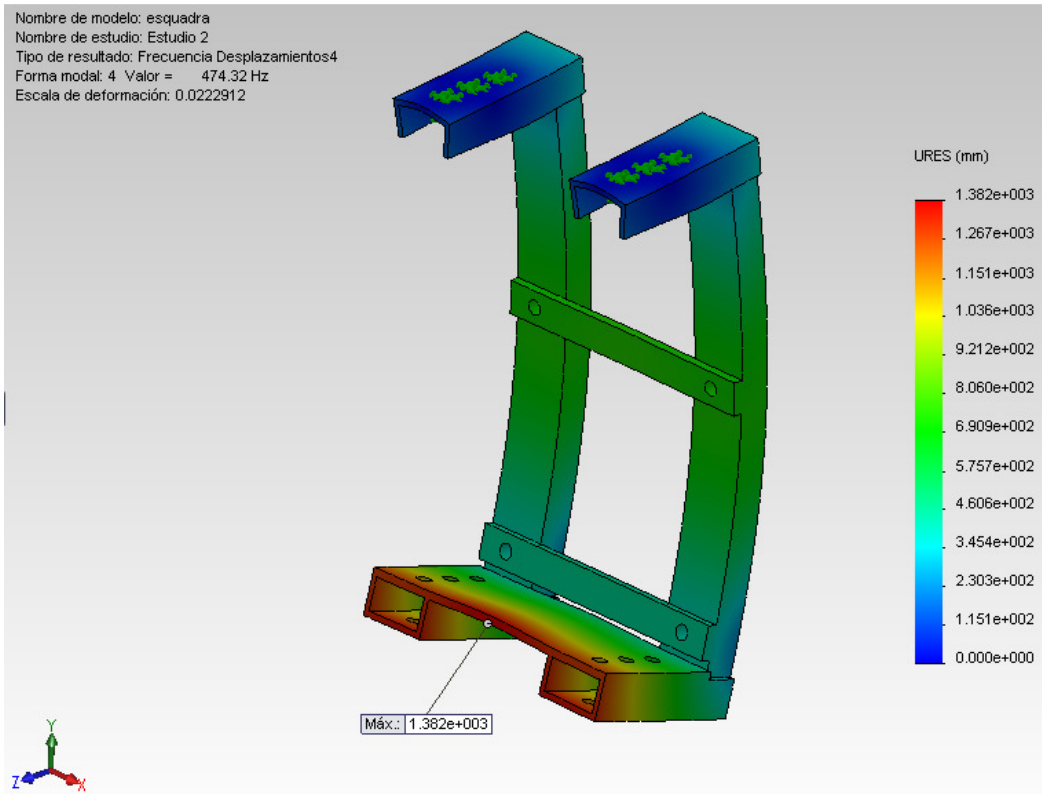 Nombre de modelo: esquadra
Nombre de estudio: Estudio 2
Tipo de resultado: Frecuencia Desplazamientos4
Forma modal: 4 Valor = 474.32 Hz
Escala de deformación: 0.0222912
URES (mm)
1.382e+003
1.267e+003
1.151e+003
1.036e+003
9.212e+002
8.060e+002
6.909e+002
5.757e+002
4.606e+002
3.454e+002
2.303e+002
1.151e+002
0.000e+000
Máx.: 1.382e+003
Y
Z X